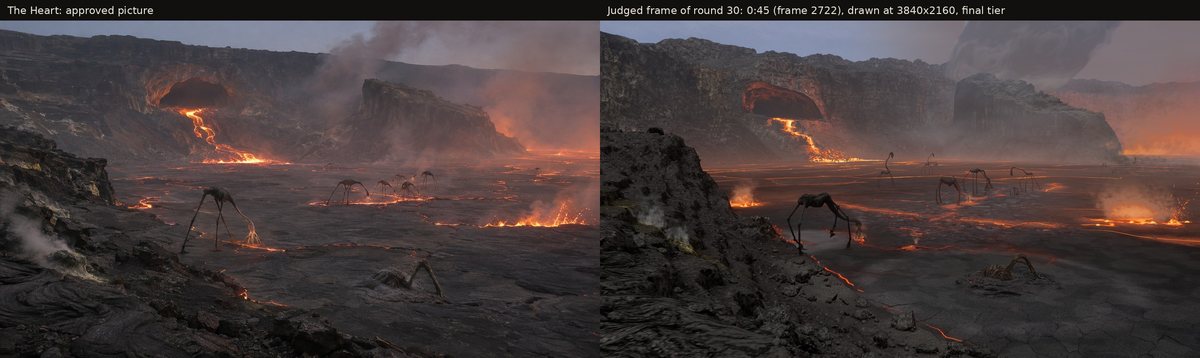 The Heart: approved picture
Judged frame of round 30: 0:45 (frame 2722), drawn at 3840x2160, final tier